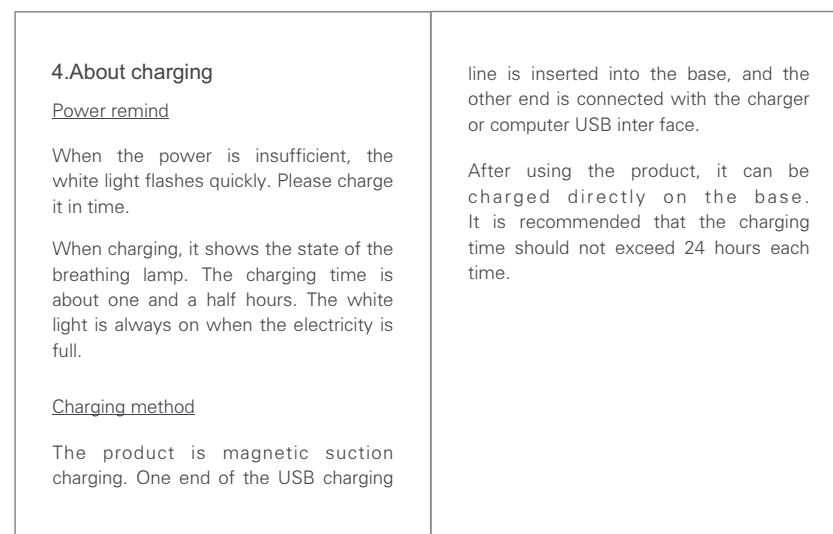 4.About charging
Power remind
When the power is insufficient, the
white light flashes quickly. Please charge
it in time.
When charging, it shows the state of the
breathing lamp. The charging time is
about one and a half hours. The white
light is always on when the electricity is
full.
Charging method
The product is magnetic suction
charging. One end of the USB charging
line is inserted into the base, and the
other end is connected with the charger
or computer USB inter face.
After using the product, it can be
charged directly on the base.
It is recommended that the charging
time should not exceed 24 hours each
time.